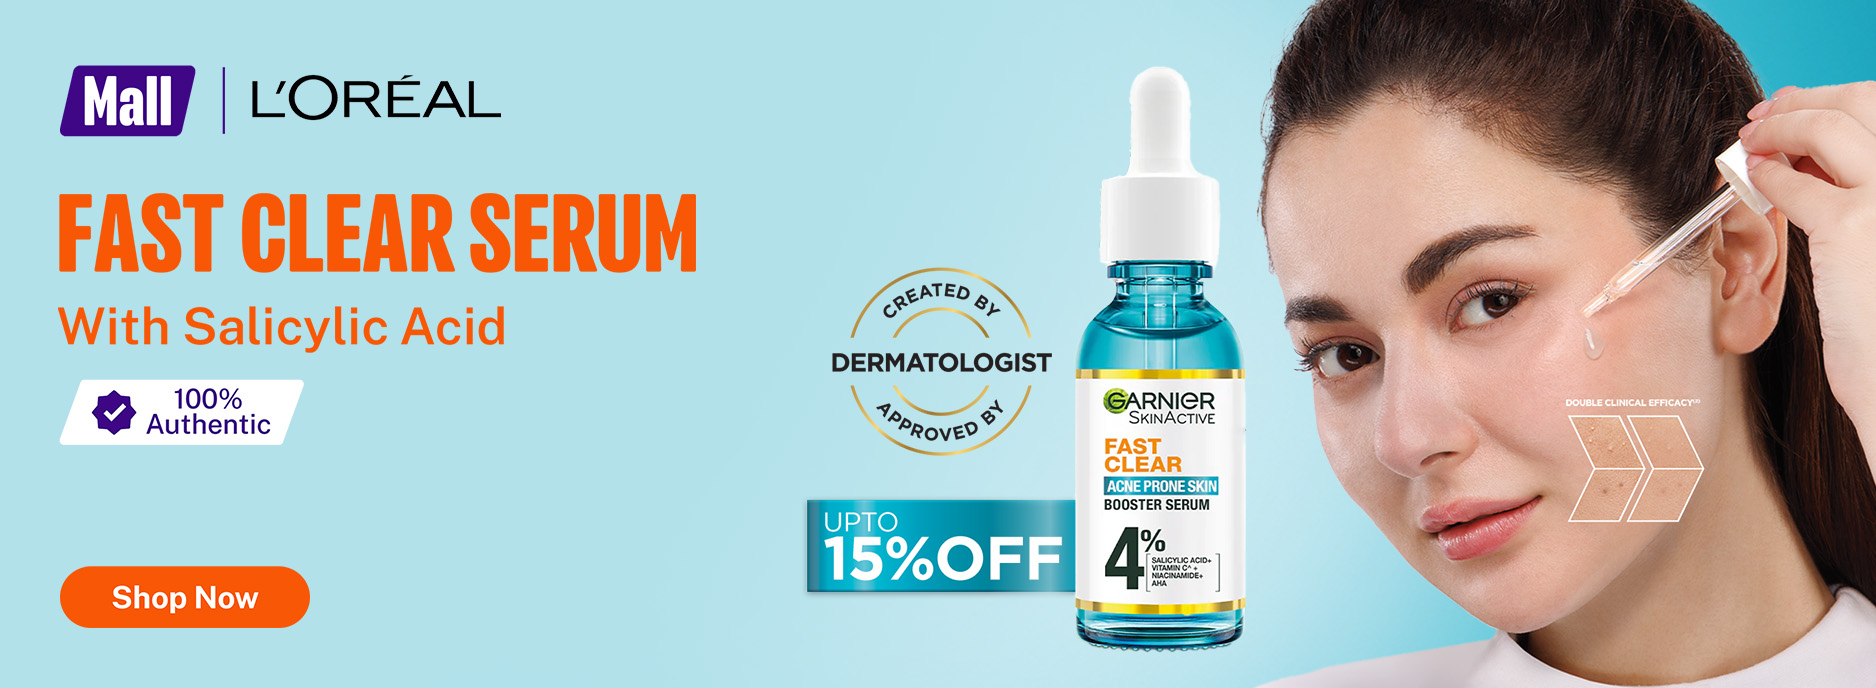 Mall | L'ORÉAL
FAST CLEAR SERUM
With Salicylic Acid
100%
Authentic
Shop Now
CREATED BY
DERMATOLOGIST
APPROVED BY
UPTO
15%OFF
GARNIER
SKINACTIVE
FAST
CLEAR
ACNE PRONE SKIN
BOOSTER SERUM
4%
SALICYLIC ACID+
VITAMIN C^ +
NIACINAMIDE+
AHA
DOUBLE CLINICAL EFFICACY